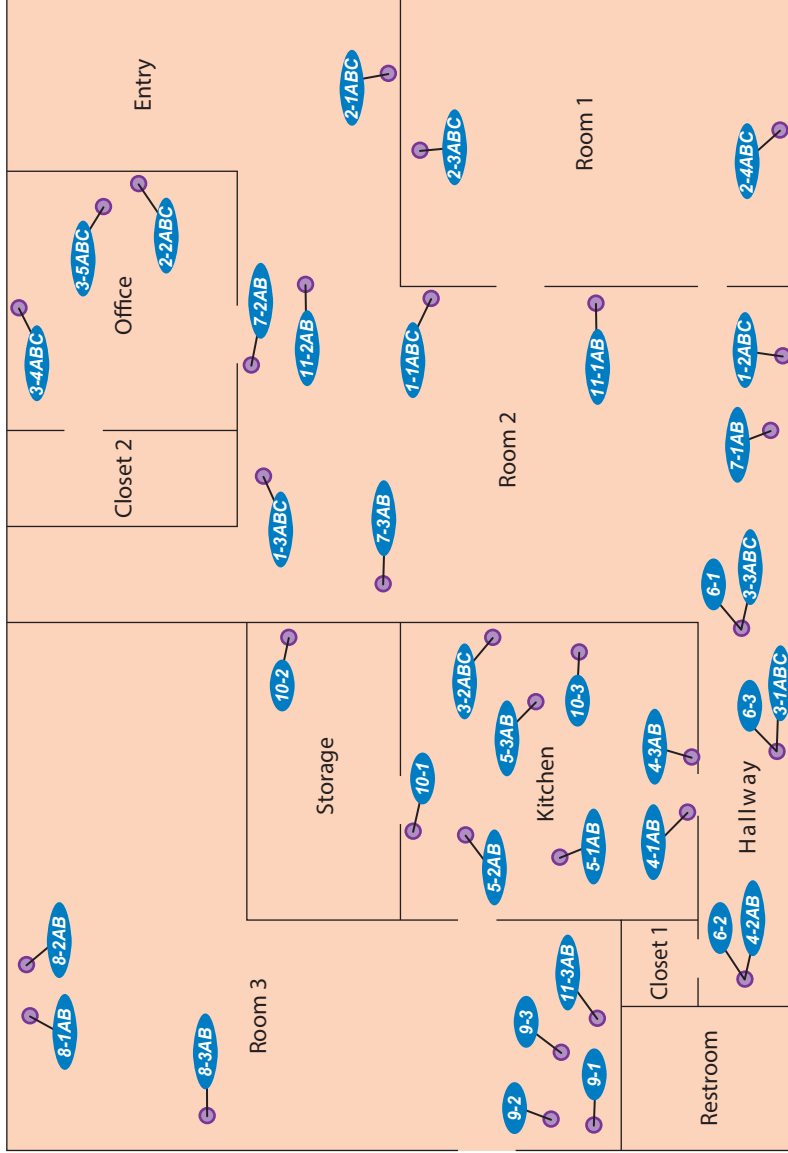 3-4ABC
8-2AB
8-1AB
3-5ABC
Closet 2
Office
Entry
2-2ABC
8-3AB
Room 3
7-2AB
1-3ABC
10-2
11-2AB
Storage
2-1ABC
7-3AB
1-1ABC
10-1
2-3ABC
3-2ABC
5-2AB
5-3AB
Room 2
9-2
9-3
Kitchen
11-3AB
10-3
Room 1
9-1
5-1AB
11-1AB
4-1AB
4-3AB
Closet 1
Restroom
6-1
6-2
7-1AB
1-2ABC
2-4ABC
Hallway
6-3
3-3ABC
4-2AB
3-1ABC